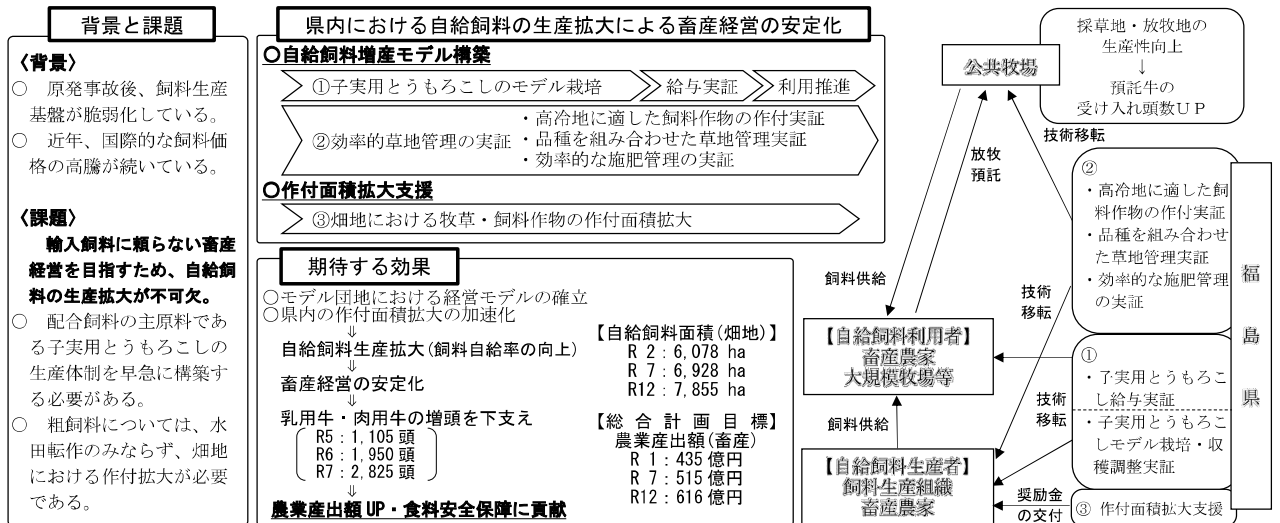 背景と課題
〈背景〉
○　原発事故後、飼料生産
基盤が脆弱化している。
○　近年、国際的な飼料価
格の高騰が続いている。
〈課題〉
輸入飼料に頼らない畜産
経営を目指すため、自給飼
料の生産拡大が不可欠。
○　配合飼料の主原料であ
る子実用とうもろこしの
生産体制を早急に構築す
る必要がある。
○　粗飼料については、水
田転作のみならず、畑地
における作付拡大が必要
である。
県内における自給飼料の生産拡大による畜産経営の安定化
○自給飼料増産モデル構築
①子実用とうもろこしのモデル栽培
給与実証
利用推進
②効率的草地管理の実証
・高冷地に適した飼料作物の作付実証
・品種を組み合わせた草地管理実証
・効率的な施肥管理の実証
○作付面積拡大支援
③畑地における牧草・飼料作物の作付面積拡大
期待する効果
○モデル団地における経営モデルの確立
○県内の作付面積拡大の加速化
⇓
自給飼料生産拡大(飼料自給率の向上)
⇓
畜産経営の安定化
⇓
乳用牛・肉用牛の増頭を下支え
R5：1,105 頭
R6：1,950 頭
R7：2,825 頭
⇓
農業産出額 UP・食料安全保障に貢献
【自給飼料面積(畑地)】
R 2：6,078 ha
R 7：6,928 ha
R12：7,855 ha
【総 合 計 画 目 標】
農業産出額(畜産)
R 1：435 億円
R 7：515 億円
R12：616 億円
公共牧場
採草地・放牧地の
生産性向上
↓
預託牛の
受け入れ頭数ＵＰ
技術移転
放牧
預託
飼料供給
技術
移転
【自給飼料利用者】
畜産農家
大規模牧場等
飼料供給
技術
移転
【自給飼料生産者】
飼料生産組織
畜産農家
奨励金
の交付
②
・高冷地に適した飼
料作物の作付実証
・品種を組み合わせ
た草地管理実証
・効率的な施肥管理
の実証
①
・子実用とうもろこ
し給与実証
・子実用とうもろこ
しモデル栽培・収
穫調整実証
③ 作付面積拡大支援
福島県